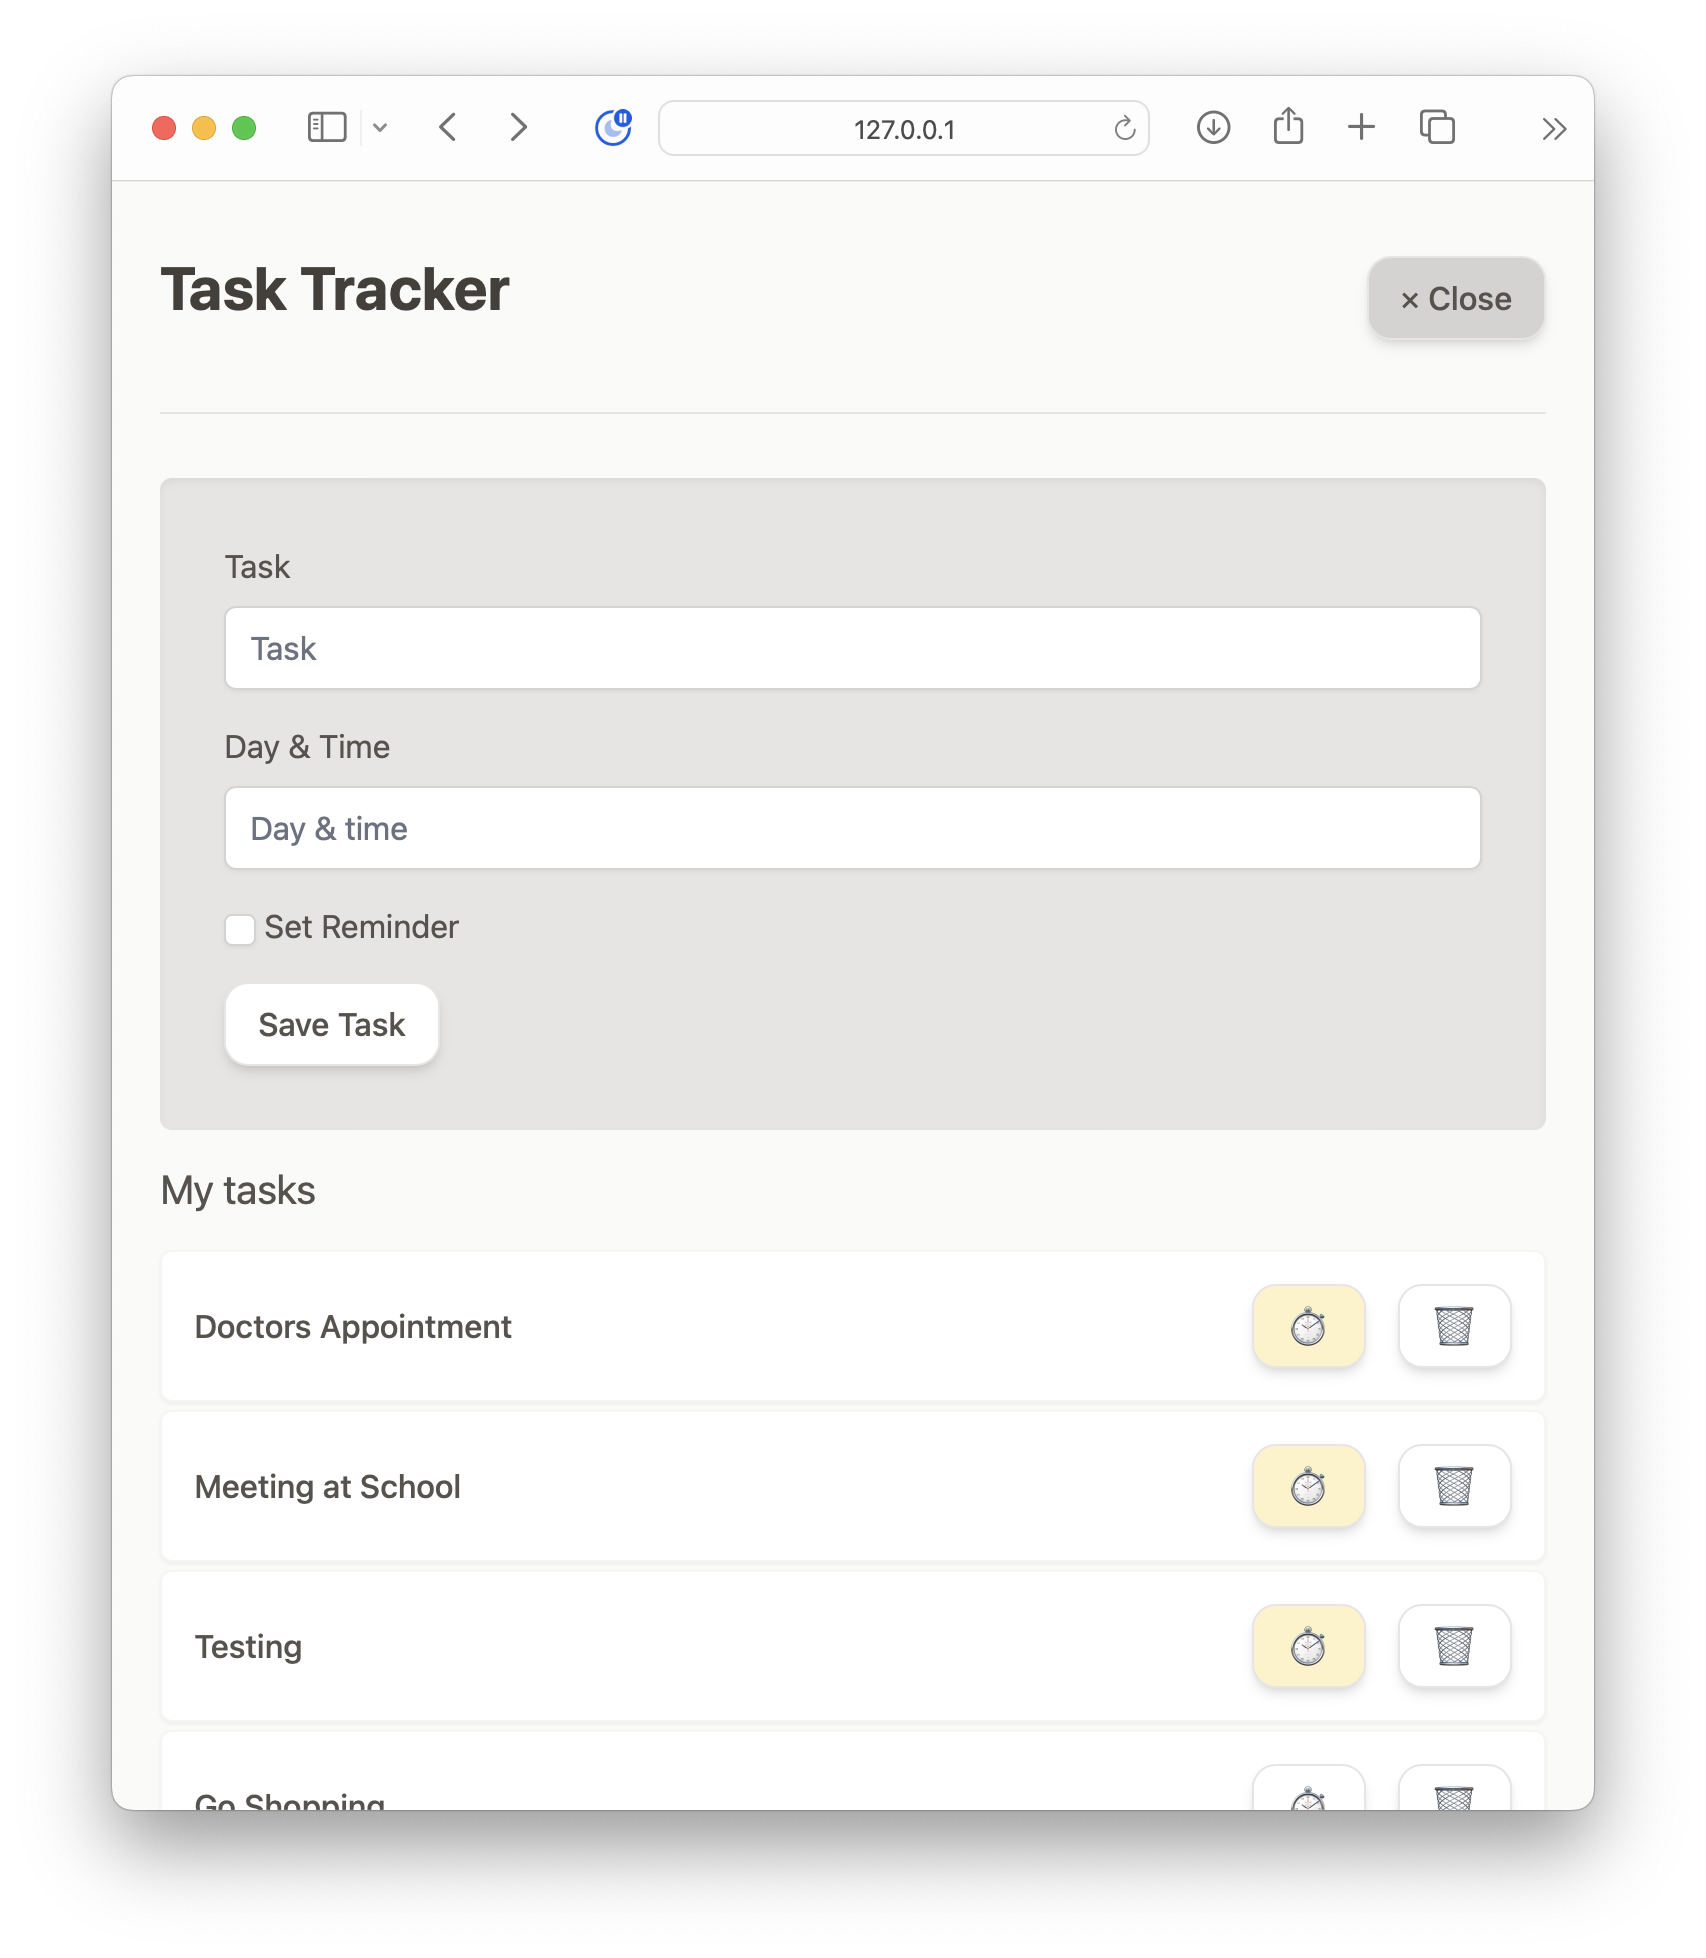 127.0.0.1
Task Tracker
× Close
Task
Task
Day & Time
Day & time
Set Reminder
Save Task
My tasks
Doctors Appointment
Meeting at School
Testing
Go Shopping